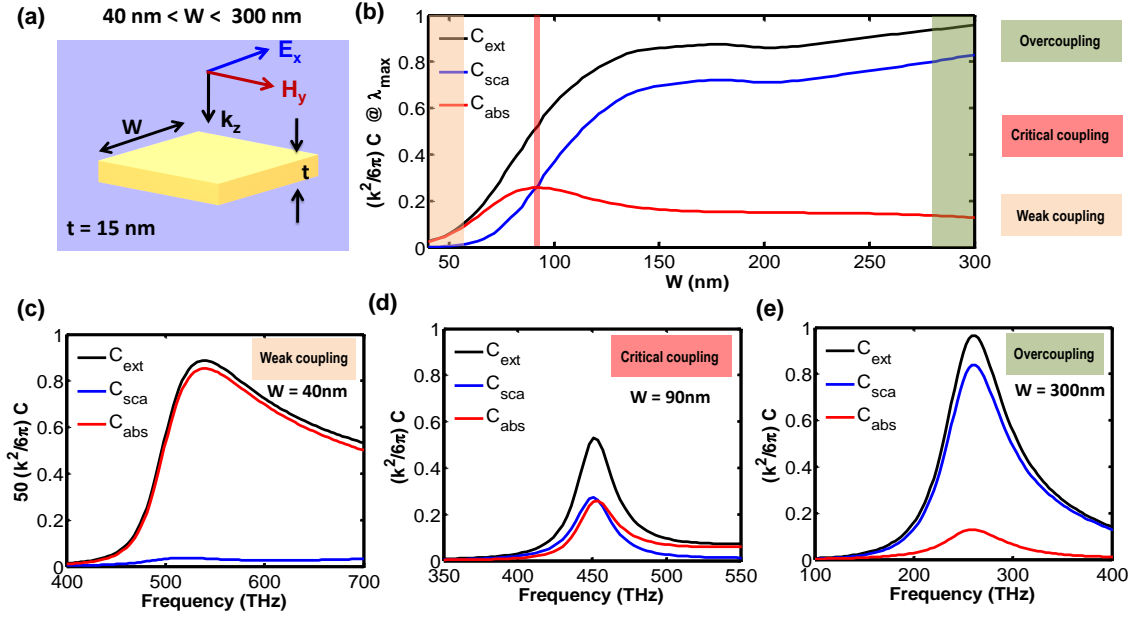 (a)
40 nm < W < 300 nm
E_x
H_y
k_z
W
t
t = 15 nm
(b)
C_ext
C_sca
C_abs
(k²/6π) C @ λ_max
1
0.8
0.6
0.4
0.2
0
50 100 150 200 250 300
W (nm)
Overcoupling
Critical coupling
Weak coupling
(c)
C_ext
C_sca
C_abs
Weak coupling
W = 40nm
50 (k²/6π) C
1
0.8
0.6
0.4
0.2
0
400 500 600 700
Frequency (THz)
(d)
C_ext
C_sca
C_abs
Critical coupling
W = 90nm
(k²/6π) C
1
0.8
0.6
0.4
0.2
0
350 400 450 500 550
Frequency (THz)
(e)
C_ext
C_sca
C_abs
Overcoupling
W = 300nm
(k²/6π) C
1
0.8
0.6
0.4
0.2
0
100 200 300 400
Frequency (THz)